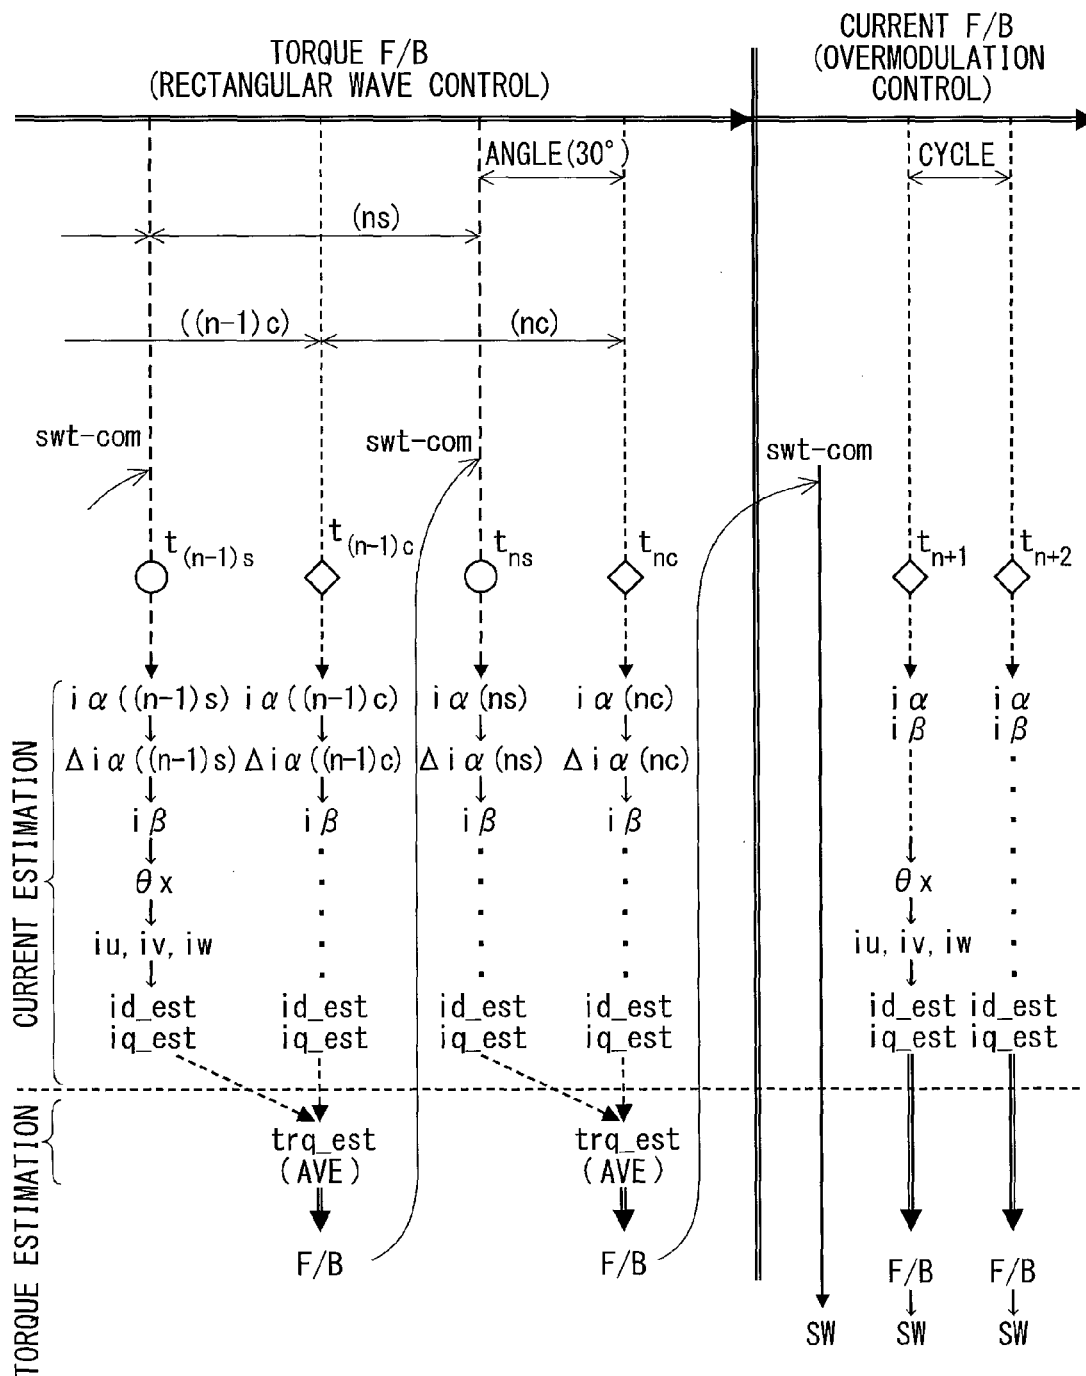 TORQUE F/B
(RECTANGULAR WAVE CONTROL)
CURRENT F/B
(OVERMODULATION
CONTROL)
ANGLE(30°)
CYCLE
(ns)
((n-1)c)
(nc)
swt-com
swt-com
swt-com
t(n-1)s
t(n-1)c
tns
tnc
tn+1
tn+2
CURRENT ESTIMATION
iα((n-1)s) iα((n-1)c) iα(ns) iα(nc) iα iα
iβ iβ
Δiα((n-1)s) Δiα((n-1)c) Δiα(ns) Δiα(nc)
iβ iβ iβ iβ
θx θx
iu, iv, iw iu, iv, iw
id_est id_est id_est id_est id_est id_est
iq_est iq_est iq_est iq_est iq_est iq_est
TORQUE ESTIMATION
trq_est trq_est
(AVE) (AVE)
F/B F/B F/B F/B
SW SW SW